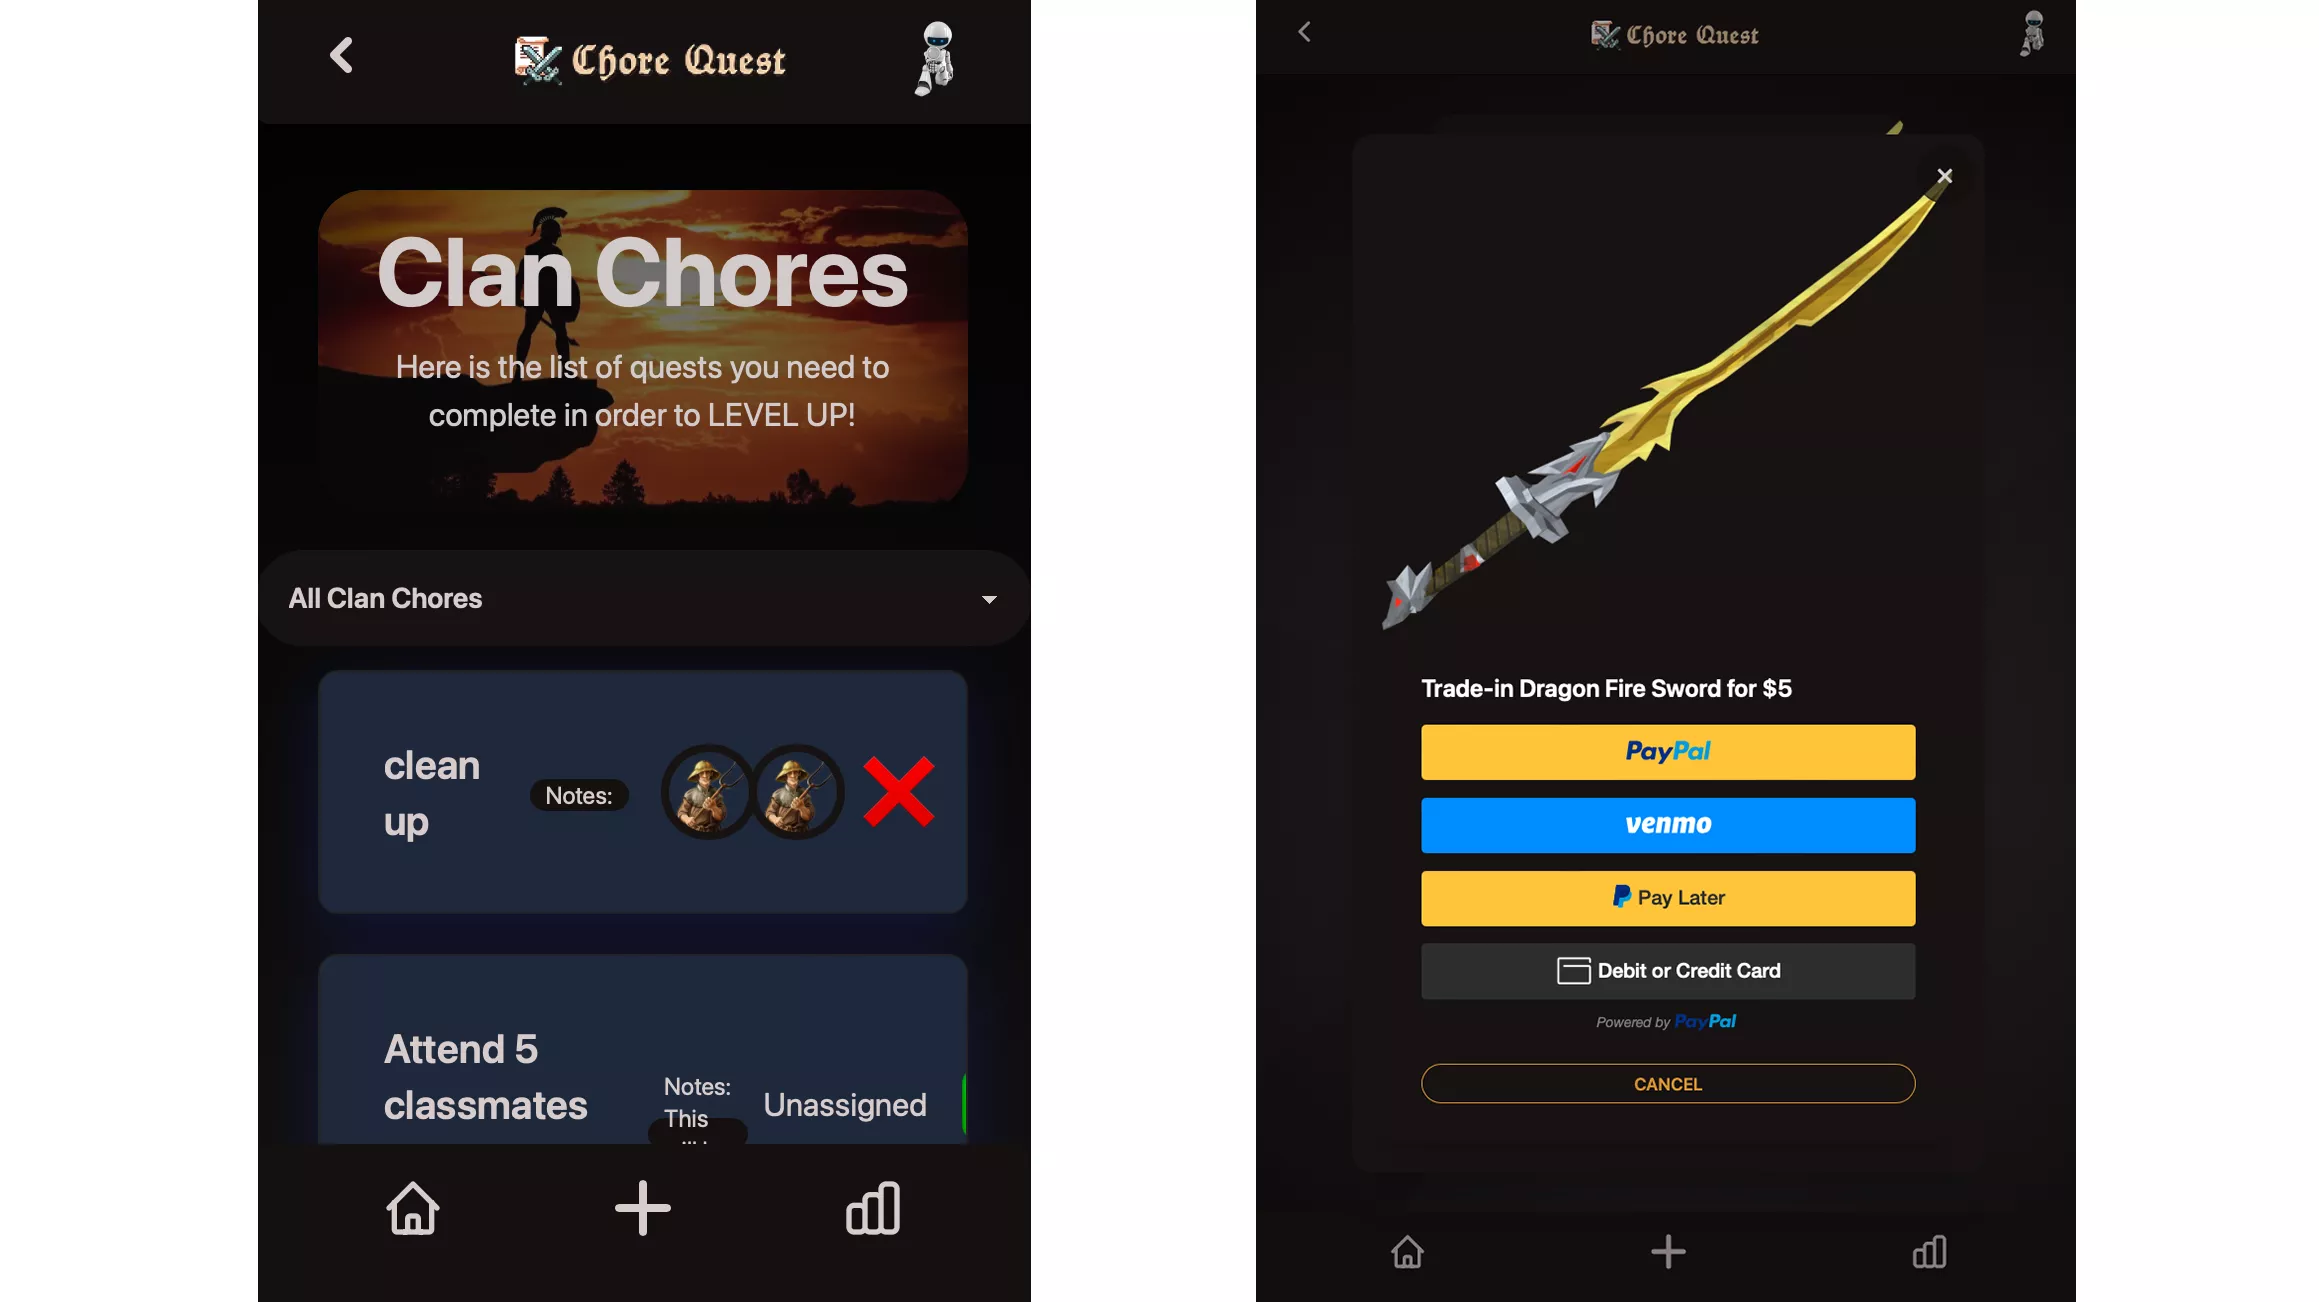 Chore Quest
Clan Chores
Here is the list of quests you need to
complete in order to LEVEL UP!
All Clan Chores
clean
up
Notes:
Attend 5
classmates
Notes:
This
Unassigned
Chore Quest
Trade-in Dragon Fire Sword for $5
PayPal
venmo
Pay Later
Debit or Credit Card
Powered by PayPal
CANCEL